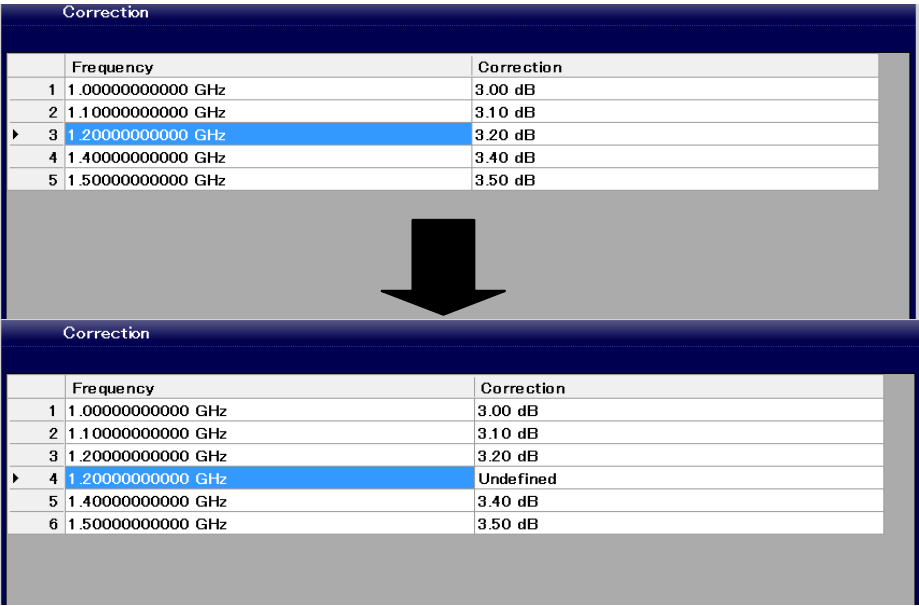 Correction
Frequency Correction
1 1.00000000000 GHz 3.00 dB
2 1.10000000000 GHz 3.10 dB
3 1.20000000000 GHz 3.20 dB
4 1.40000000000 GHz 3.40 dB
5 1.50000000000 GHz 3.50 dB
Correction
Frequency Correction
1 1.00000000000 GHz 3.00 dB
2 1.10000000000 GHz 3.10 dB
3 1.20000000000 GHz 3.20 dB
4 1.20000000000 GHz Undefined
5 1.40000000000 GHz 3.40 dB
6 1.50000000000 GHz 3.50 dB